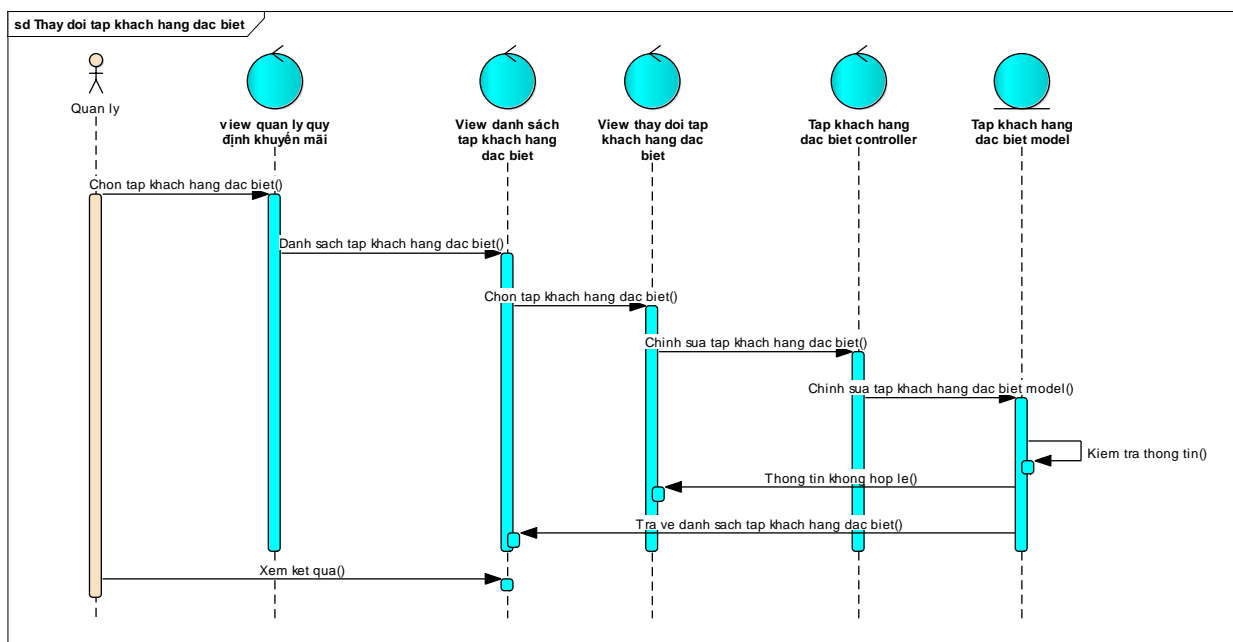 sd Thay doi tap khach hang dac biet
Quan ly
view quan ly quy
định khuyến mãi
View danh sách
tap khach hang
dac biet
View thay doi tap
khach hang dac
biet
Tap khach hang
dac biet controller
Tap khach hang
dac biet model
Chon tap khach hang dac biet()
Danh sach tap khach hang dac biet()
Chon tap khach hang dac biet()
Chinh sua tap khach hang dac biet()
Chinh sua tap khach hang dac biet model()
Kiem tra thong tin()
Thong tin khong hop le()
Tra ve danh sach tap khach hang dac biet()
Xem ket qua()